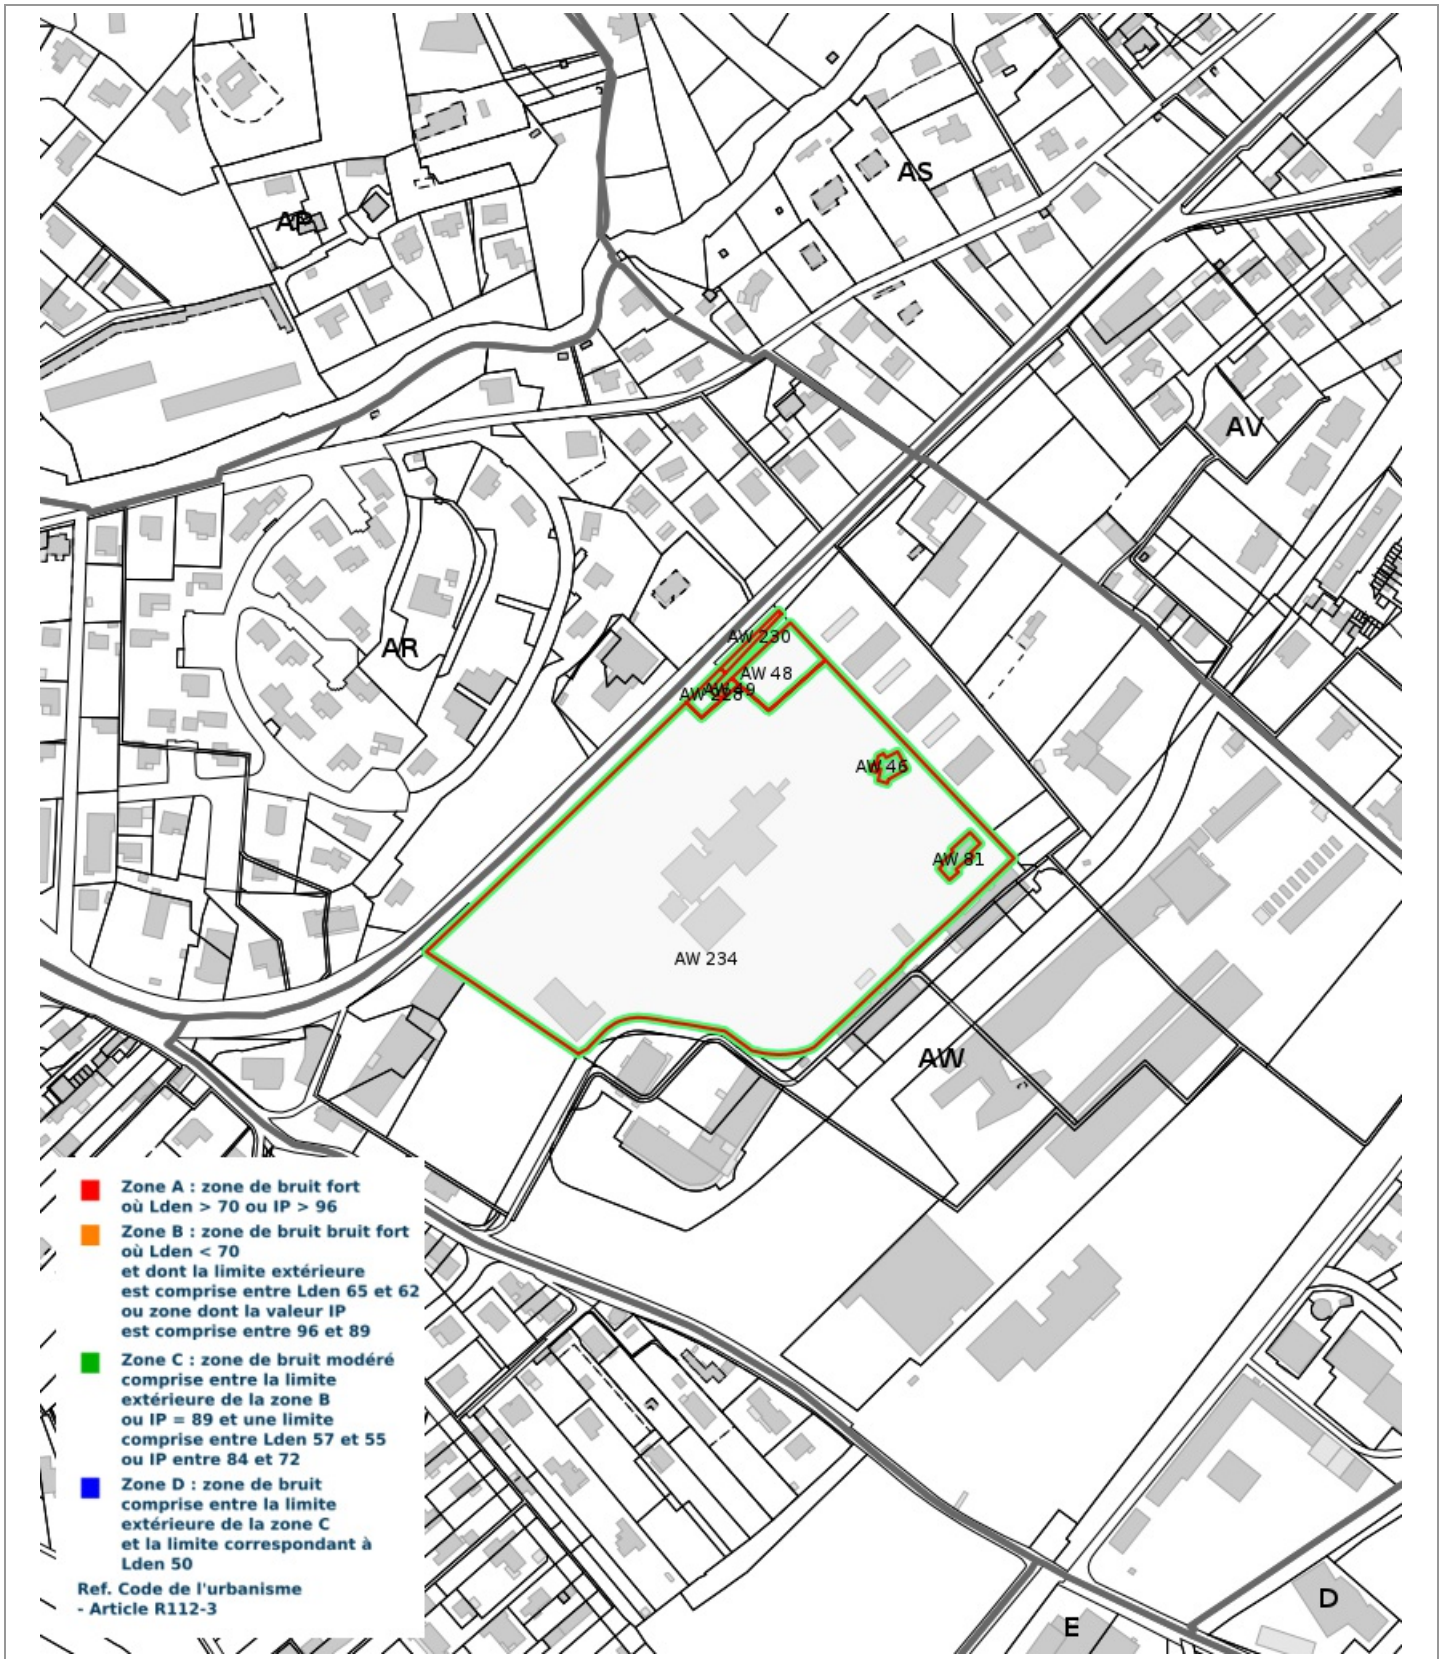 AS
AP
AV
AR
AW 230
AW 48
AW 49
AW 228
AW 46
AW 81
AW 234
AW
Zone A : zone de bruit fort
où Lden > 70 ou IP > 96
Zone B : zone de bruit bruit fort
où Lden < 70
et dont la limite extérieure
est comprise entre Lden 65 et 62
ou zone dont la valeur IP
est comprise entre 96 et 89
Zone C : zone de bruit modéré
comprise entre la limite
extérieure de la zone B
ou IP = 89 et une limite
comprise entre Lden 57 et 55
ou IP entre 84 et 72
Zone D : zone de bruit
comprise entre la limite
extérieure de la zone C
et la limite correspondant à
Lden 50
Ref. Code de l'urbanisme
- Article R112-3
D
E